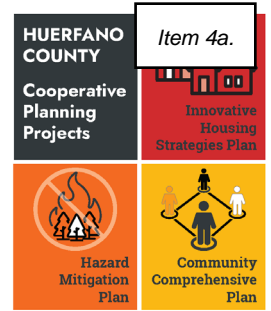 HUERFANO
COUNTY
Cooperative
Planning
Projects
Item 4a.
Innovative
Housing
Strategies Plan
Hazard
Mitigation
Plan
Community
Comprehensive
Plan